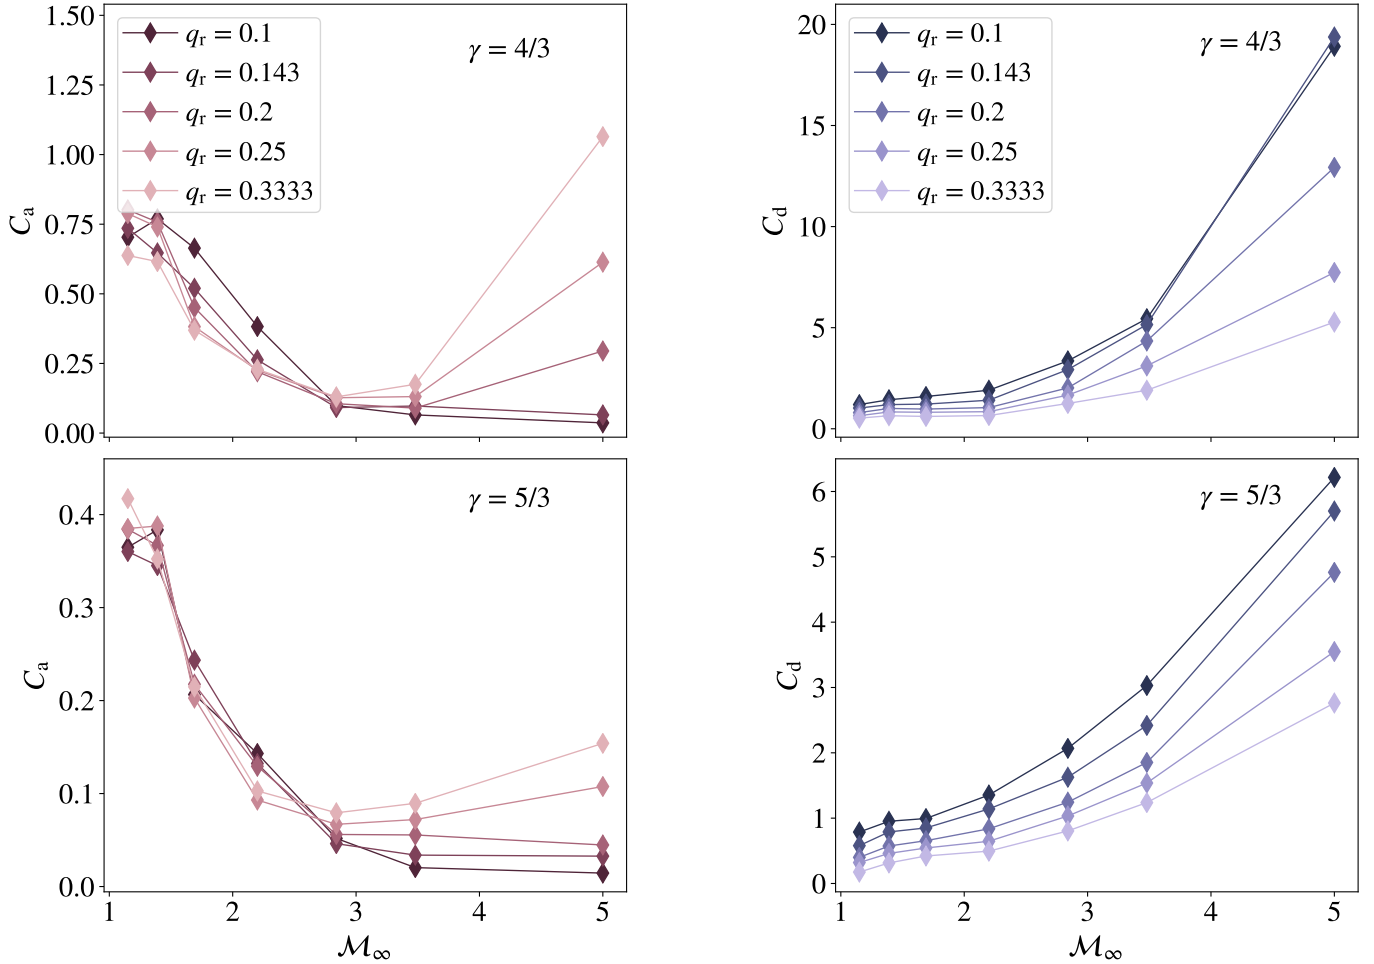 1.50
1.25
1.00
0.75
0.50
0.25
0.00
C_a
q_r = 0.1
q_r = 0.143
q_r = 0.2
q_r = 0.25
q_r = 0.3333
γ = 4/3
20
15
10
5
0
C_d
q_r = 0.1
q_r = 0.143
q_r = 0.2
q_r = 0.25
q_r = 0.3333
γ = 4/3
0.4
0.3
0.2
0.1
0.0
C_a
γ = 5/3
1 2 3 4 5
ℳ_∞
6
5
4
3
2
1
0
C_d
γ = 5/3
1 2 3 4 5
ℳ_∞